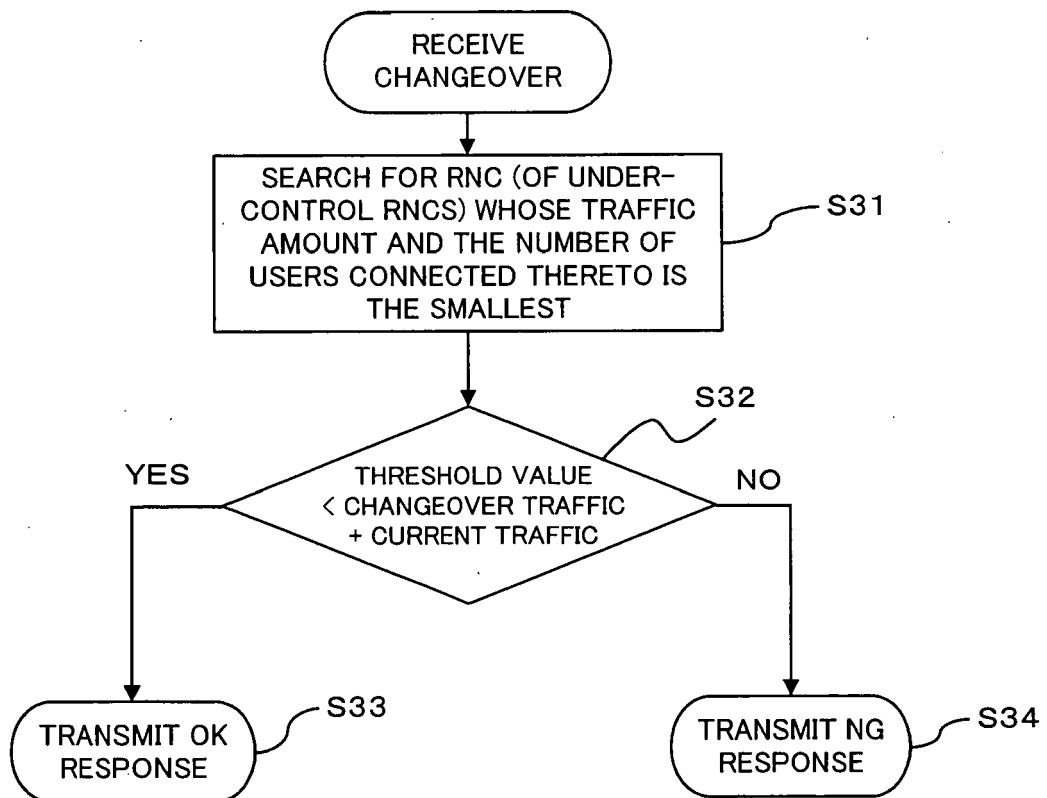 RECEIVE
CHANGEOVER
SEARCH FOR RNC (OF UNDER-
CONTROL RNCS) WHOSE TRAFFIC
AMOUNT AND THE NUMBER OF
USERS CONNECTED THERETO IS
THE SMALLEST
S31
S32
YES
THRESHOLD VALUE
< CHANGEOVER TRAFFIC
+ CURRENT TRAFFIC
NO
TRANSMIT OK
RESPONSE
S33
TRANSMIT NG
RESPONSE
S34